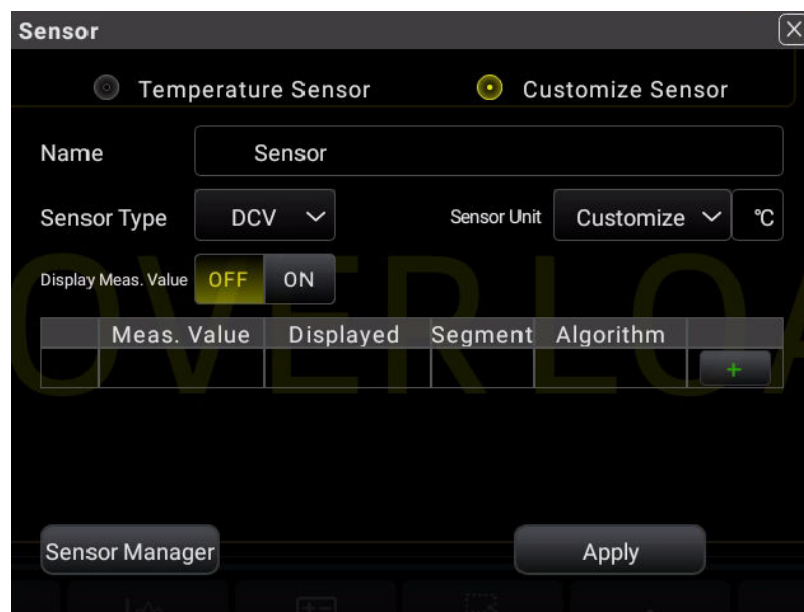 Sensor
Temperature Sensor Customize Sensor
Name Sensor
Sensor Type DCV Sensor Unit Customize ℃
Display Meas. Value OFF ON
OVERLOA
Meas. Value Displayed Segment Algorithm
+
Sensor Manager Apply